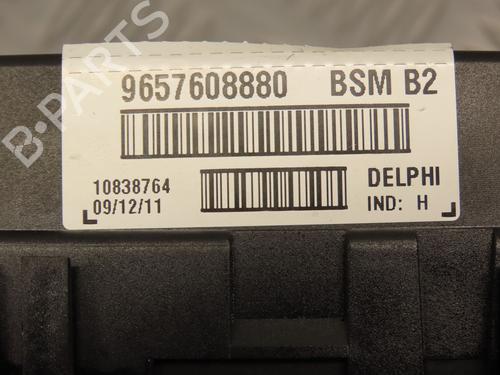 B-PARTS
9657608880 BSM B2
10838764 DELPHI
09/12/11 IND: H